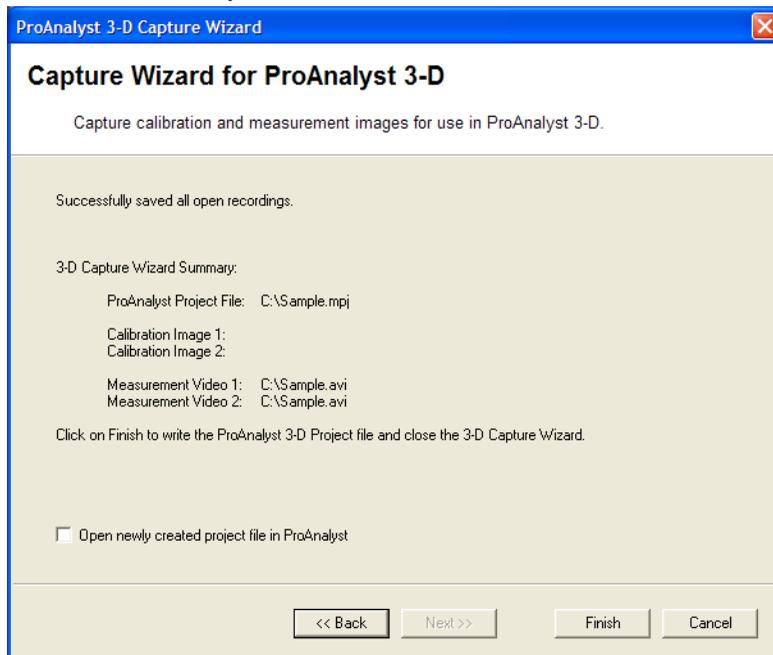 ProAnalyst 3-D Capture Wizard
Capture Wizard for ProAnalyst 3-D
Capture calibration and measurement images for use in ProAnalyst 3-D.
Successfully saved all open recordings.
3-D Capture Wizard Summary:
ProAnalyst Project File: C:\Sample.mpj
Calibration Image 1:
Calibration Image 2:
Measurement Video 1: C:\Sample.avi
Measurement Video 2: C:\Sample.avi
Click on Finish to write the ProAnalyst 3-D Project file and close the 3-D Capture Wizard.
Open newly created project file in ProAnalyst
<< Back Next >> Finish Cancel